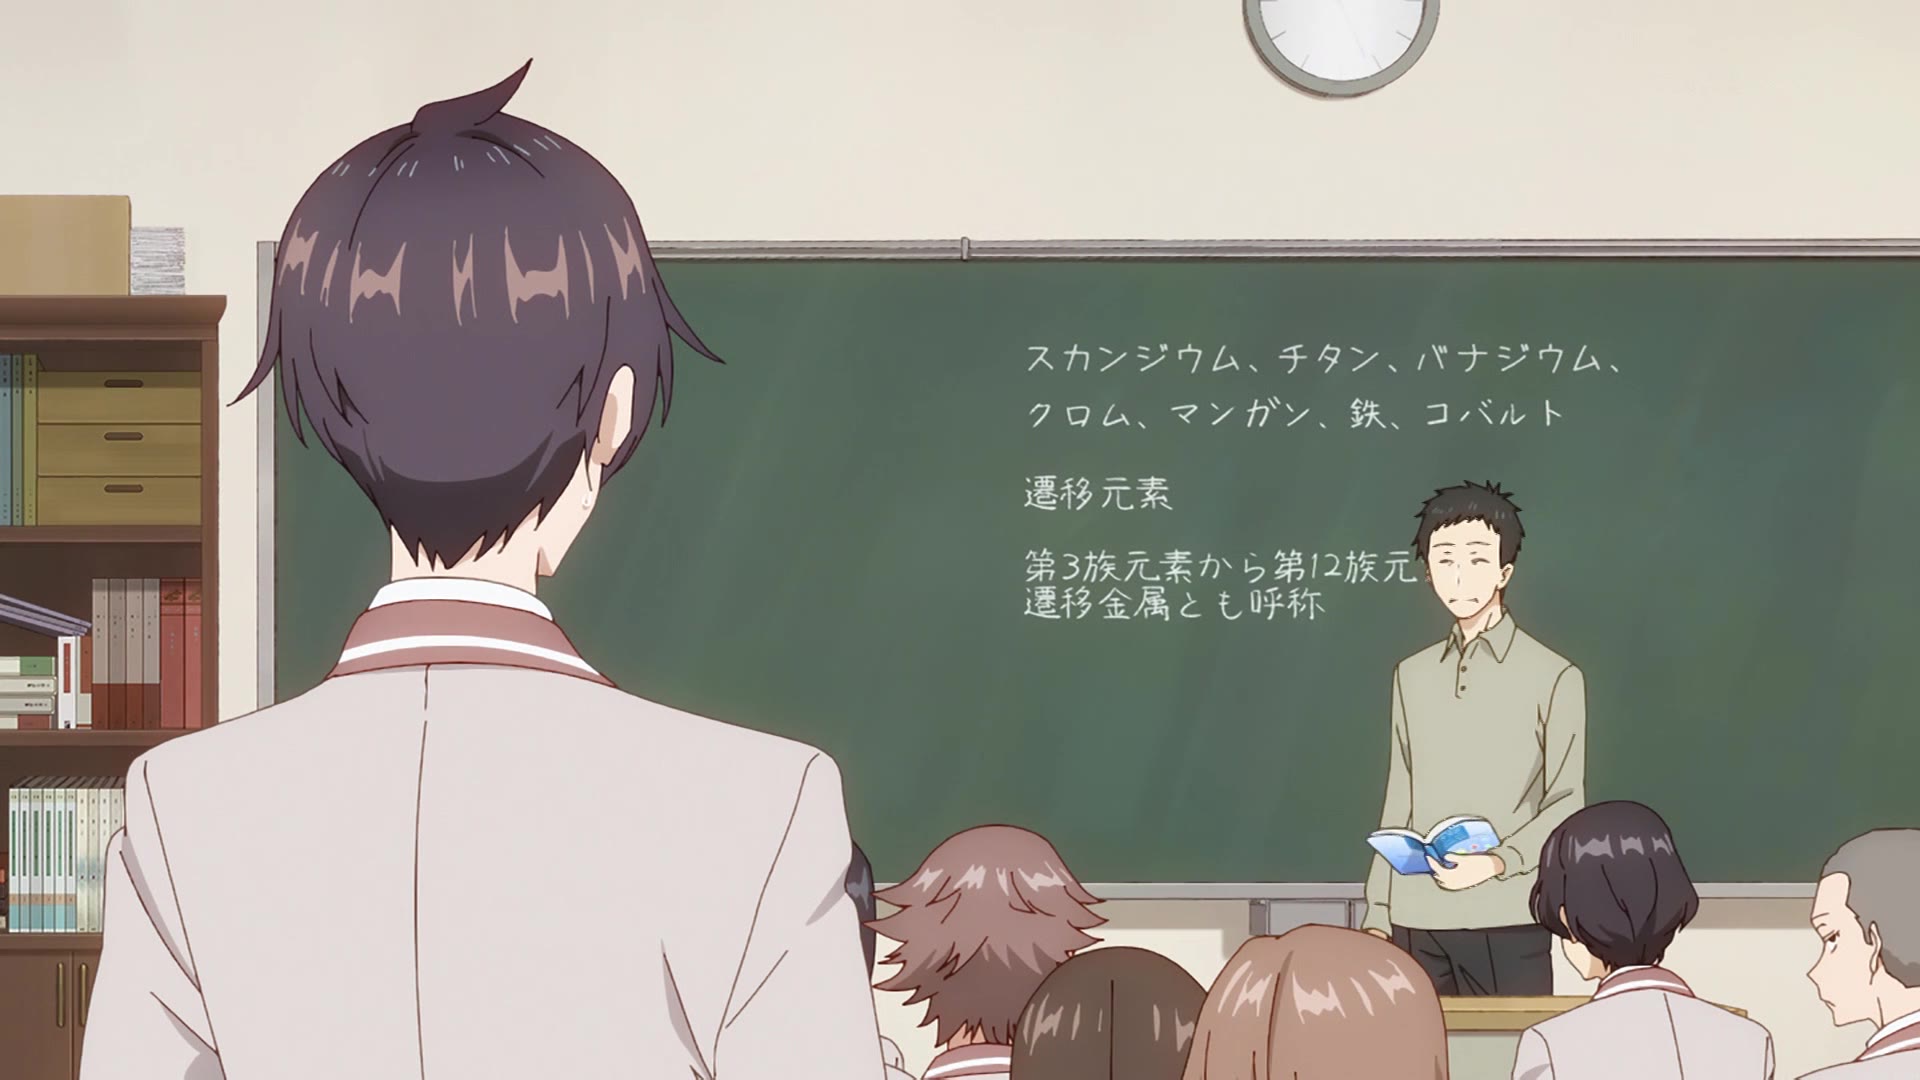 スカンジウム、チタン、バナジウム、
クロム、マンガン、鉄、コバルト
遷移元素
第3族元素から第12族元
遷移金属とも呼称